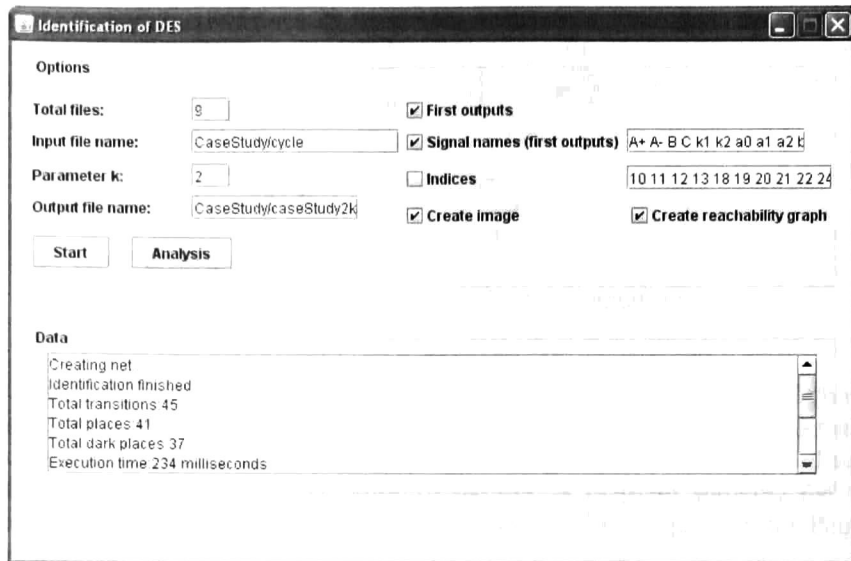 Identification of DES
Options
Total files: 9
First outputs
Input file name: CaseStudy/cycle
Signal names (first outputs) A+ A- B C k1 k2 a0 a1 a2 b
Parameter k: 2
Indices 10 11 12 13 18 19 20 21 22 24
Output file name: CaseStudy/caseStudy2k
Create image
Create reachability graph
Start
Analysis
Data
Creating net
Identification finished
Total transitions 45
Total places 41
Total dark places 37
Execution time 234 milliseconds